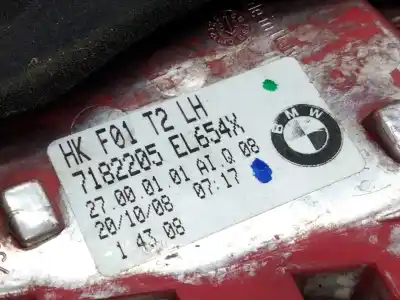 HK F01 T2 LH
7182205 EL654X
27 00 01 01 AI Q 08
20/10/08 07:17
1 43 08
BMW